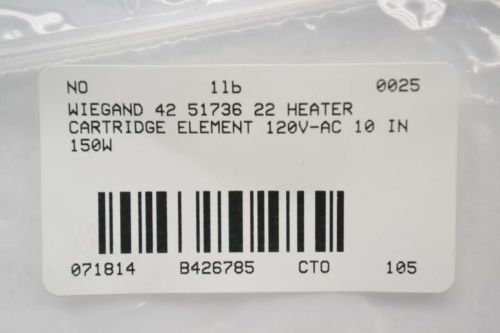 NO 1lb 0025
WIEGAND 42 51736 22 HEATER
CARTRIDGE ELEMENT 120V-AC 10 IN
150W
071814 B426785 CTO 105